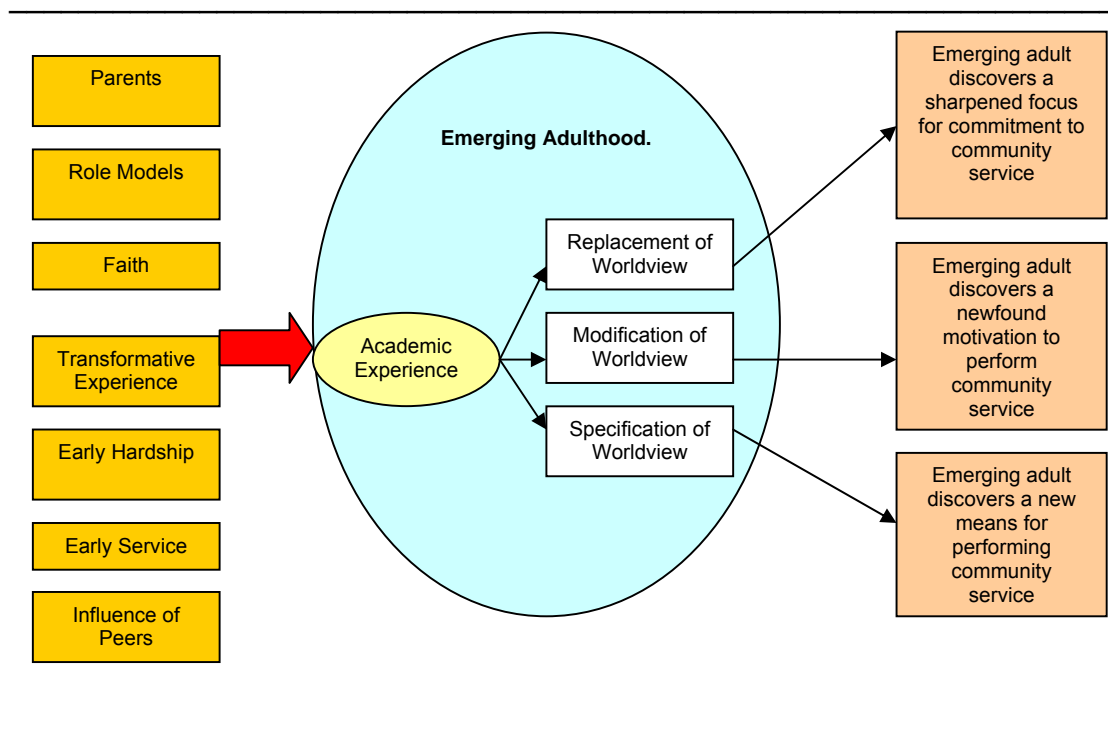 Parents
Role Models
Faith
Transformative
Experience
Early Hardship
Early Service
Influence of
Peers
Emerging Adulthood.
Academic
Experience
Replacement of
Worldview
Modification of
Worldview
Specification of
Worldview
Emerging adult
discovers a
sharpened focus
for commitment to
community
service
Emerging adult
discovers a
newfound
motivation to
perform
community
service
Emerging adult
discovers a new
means for
performing
community
service